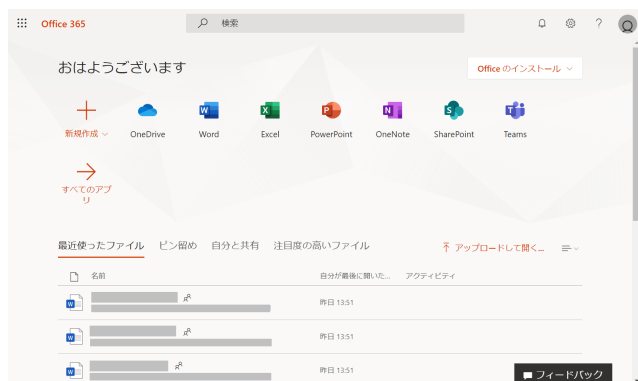 Office 365
検索
?
おはようございます
Office のインストール
新規作成
OneDrive
Word
Excel
PowerPoint
OneNote
SharePoint
Teams
すべてのアプ
リ
最近使ったファイル ピン留め 自分と共有 注目度の高いファイル
アップロードして開く...
名前 自分が最後に開いた... アクティビティ
昨日 13:51
昨日 13:51
昨日 13:51
フィードバック